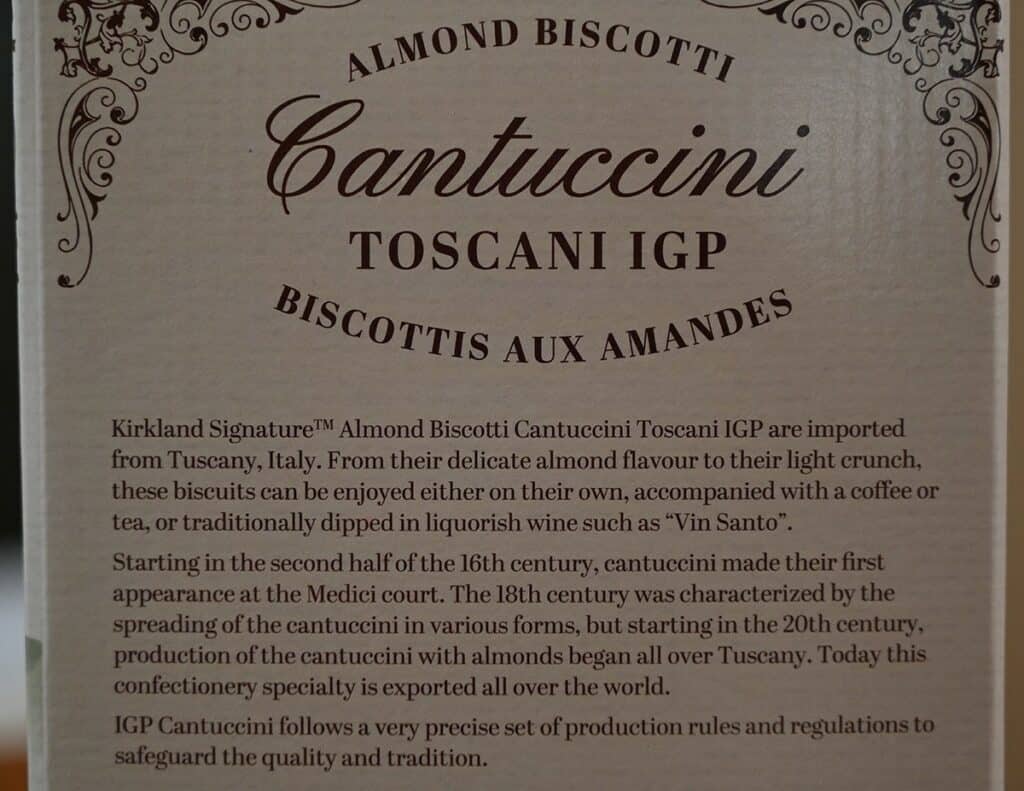 ALMOND BISCOTTI
Cantuccini
TOSCANI IGP
BISCOTTIS AUX AMANDES
Kirkland Signature™ Almond Biscotti Cantuccini Toscani IGP are imported
from Tuscany, Italy. From their delicate almond flavour to their light crunch,
these biscuits can be enjoyed either on their own, accompanied with a coffee or
tea, or traditionally dipped in liquorish wine such as “Vin Santo”.
Starting in the second half of the 16th century, cantuccini made their first
appearance at the Medici court. The 18th century was characterized by the
spreading of the cantuccini in various forms, but starting in the 20th century,
production of the cantuccini with almonds began all over Tuscany. Today this
confectionery specialty is exported all over the world.
IGP Cantuccini follows a very precise set of production rules and regulations to
safeguard the quality and tradition.